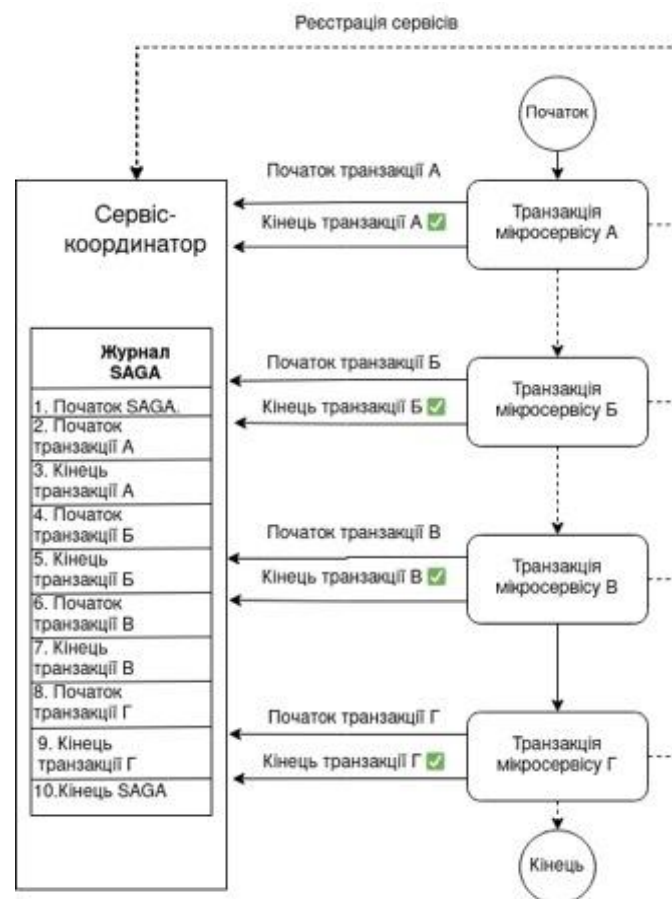 Реєстрація сервісів
Початок
Сервіс-
координатор
Початок транзакції А
Кінець транзакції А ✅
Транзакція
мікросервісу А
Журнал
SAGA
1. Початок SAGA.
2. Початок
транзакції А
3. Кінець
транзакції А
4. Початок
транзакції Б
5. Кінець
транзакції Б
6. Початок
транзакції В
7. Кінець
транзакції В
8. Початок
транзакції Г
9. Кінець
транзакції Г
10.Кінець SAGA
Початок транзакції Б
Кінець транзакції Б ✅
Транзакція
мікросервісу Б
Початок транзакції В
Кінець транзакції В ✅
Транзакція
мікросервісу В
Початок транзакції Г
Кінець транзакції Г ✅
Транзакція
мікросервісу Г
Кінець